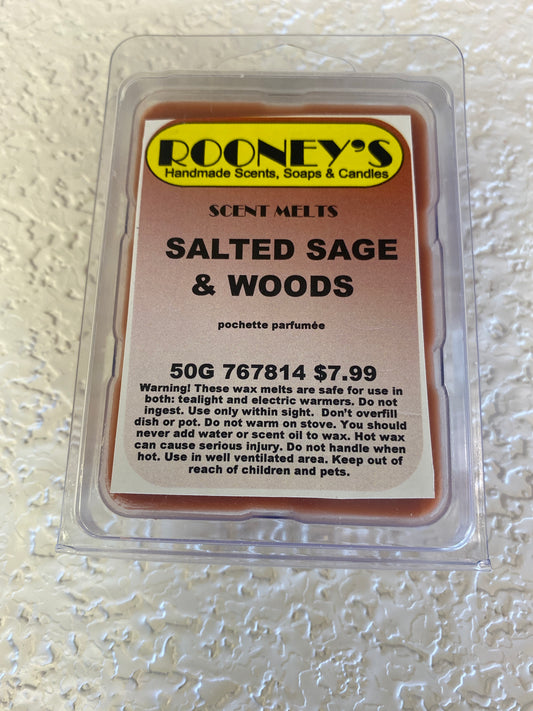 ROONEY'S
Handmade Scents, Soaps & Candles
SCENT MELTS
SALTED SAGE
& WOODS
pochette parfumée
50G 767814 $7.99
Warning! These wax melts are safe for use in
both: tealight and electric warmers. Do not
ingest. Use only within sight. Don't overfill
dish or pot. Do not warm on stove. You should
never add water or scent oil to wax. Hot wax
can cause serious injury. Do not handle when
hot. Use in well ventilated area. Keep out of
reach of children and pets.